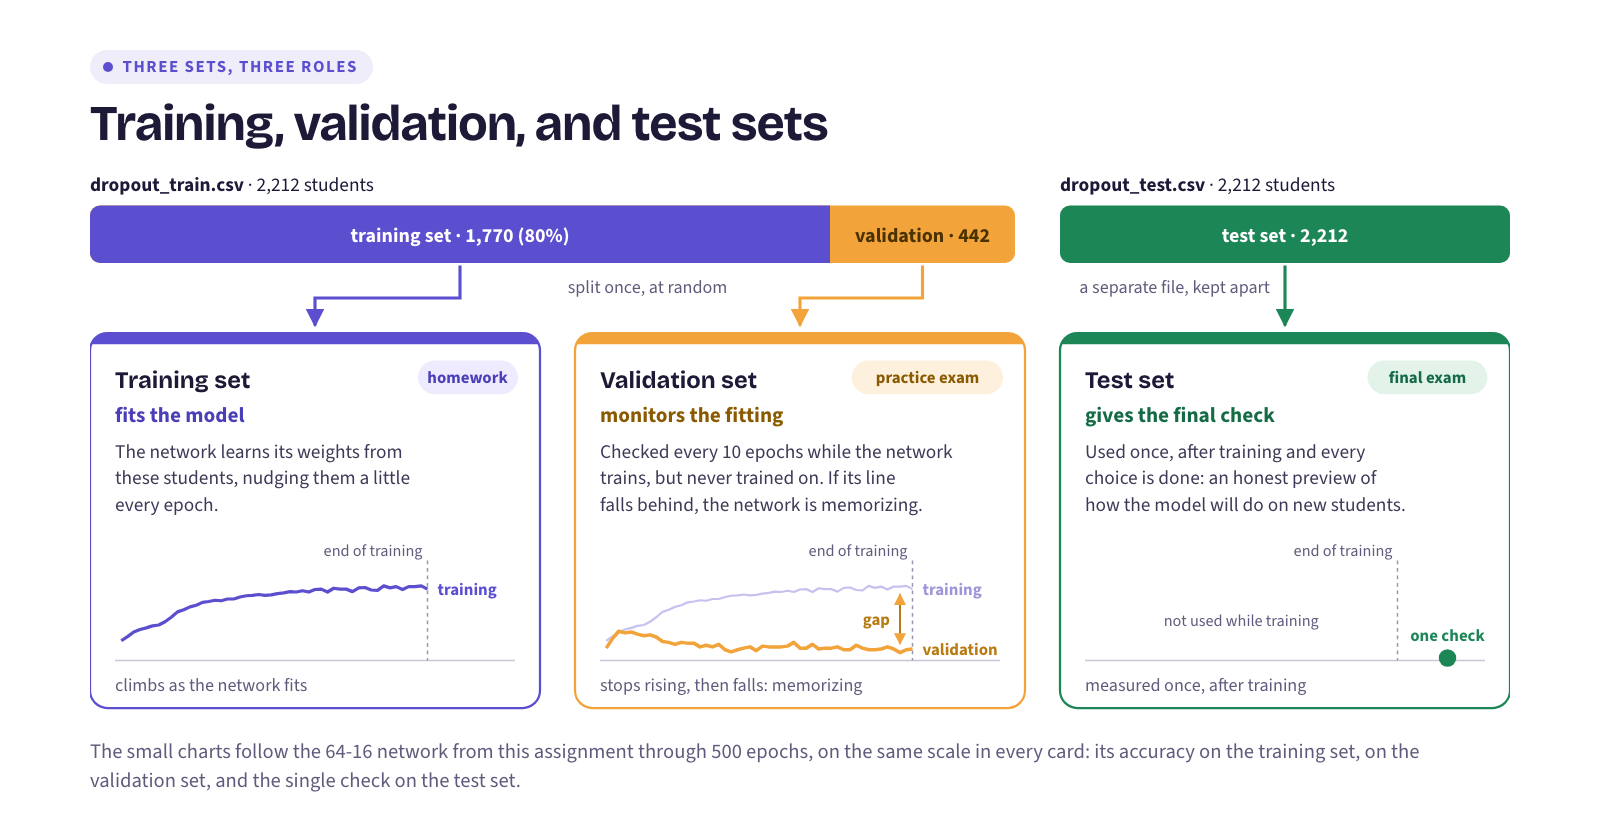 THREE SETS, THREE ROLES
Training, validation, and test sets
dropout_train.csv · 2,212 students
dropout_test.csv · 2,212 students
training set · 1,770 (80%)
validation · 442
test set · 2,212
split once, at random
a separate file, kept apart
Training set
homework
fits the model
The network learns its weights from
these students, nudging them a little
every epoch.
end of training
training
climbs as the network fits
Validation set
practice exam
monitors the fitting
Checked every 10 epochs while the network
trains, but never trained on. If its line
falls behind, the network is memorizing.
end of training
training
gap
validation
stops rising, then falls: memorizing
Test set
final exam
gives the final check
Used once, after training and every
choice is done: an honest preview of
how the model will do on new students.
end of training
not used while training
one check
measured once, after training
The small charts follow the 64-16 network from this assignment through 500 epochs, on the same scale in every card: its accuracy on the training set, on the
validation set, and the single check on the test set.